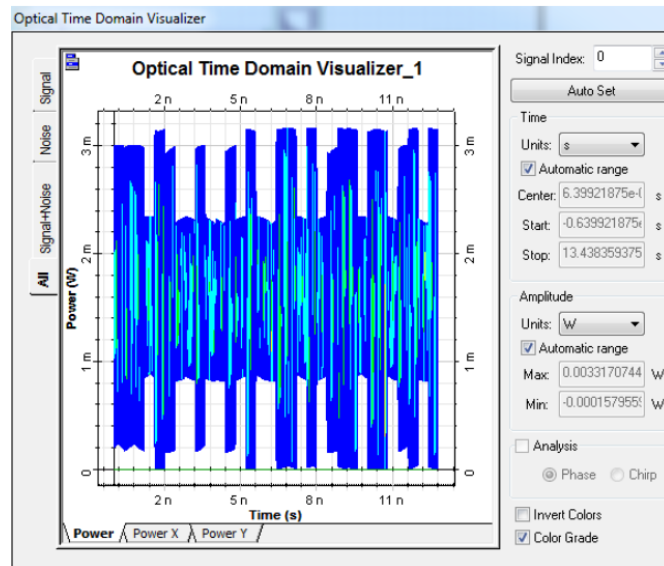 Optical Time Domain Visualizer
Signal Index: 0
Auto Set
Optical Time Domain Visualizer_1
Signal
Noise
Signal+Noise
All
2 n 5 n 8 n 11 n
3 m
2 m
1 m
0
Power (W)
3 m
2 m
1 m
0
2 n 5 n 8 n 11 n
Time (s)
Power Power X Power Y
Time
Units: s
Automatic range
Center: 6.39921875e-( s
Start: -0.639921875 s
Stop: 13.438359375 s
Amplitude
Units: W
Automatic range
Max: 0.0033170744 W
Min: -0.000157955 W
Analysis
Phase Chirp
Invert Colors
Color Grade